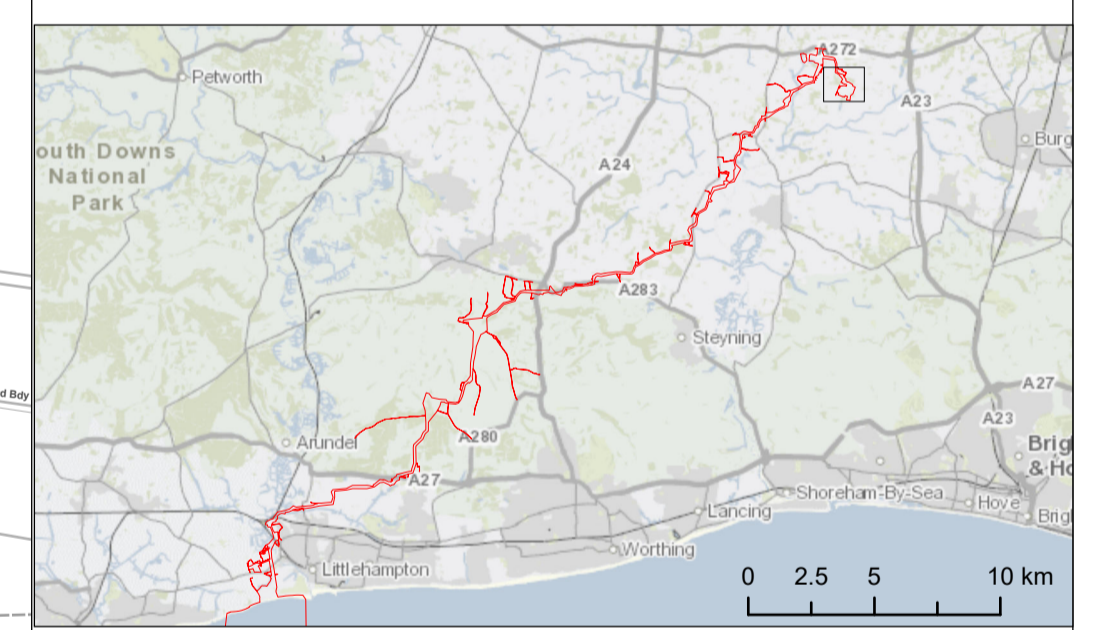 A272
Petworth
A23
Burg
outh Downs
National
Park
A24
A283
Steyning
A27
d Bdy
A23
Arundel
A280
Brig
& Ho
A27
Shoreham-By-Sea
Hove
Lancing
Brigl
Worthing
Littlehampton
0 2.5 5 10 km